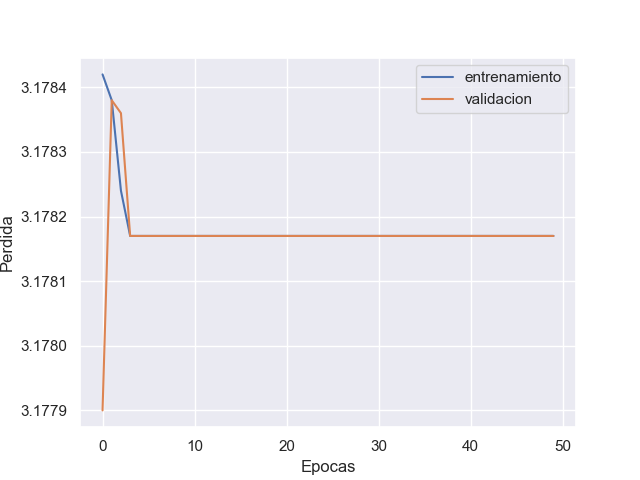 entrenamiento
validacion
3.1784
3.1783
3.1782
3.1781
3.1780
3.1779
Perdida
0 10 20 30 40 50
Epocas